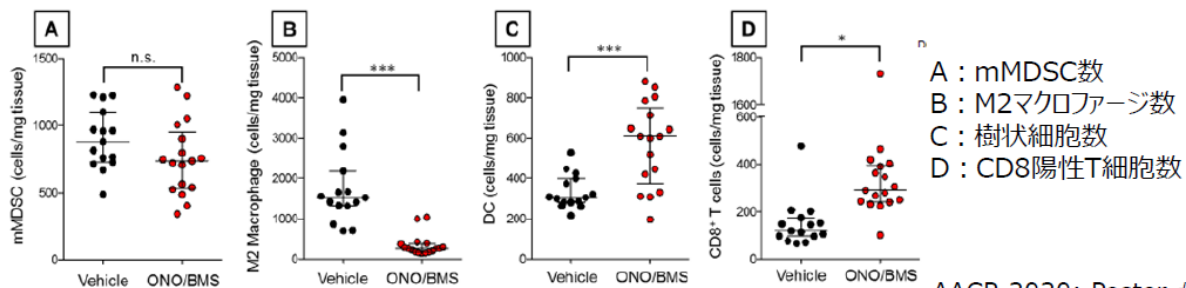 A
n.s.
mMDSC (cells/mg tissue)
1500
1000
500
0
Vehicle
ONO/BMS
B
***
M2 Macrophage (cells/mg tissue)
5000
4000
3000
2000
1000
0
Vehicle
ONO/BMS
C
***
DC (cells/mg tissue)
1000
800
600
400
200
0
Vehicle
ONO/BMS
D
*
CD8⁺ T cells (cells/mg tissue)
1800
1600
600
400
200
0
Vehicle
ONO/BMS
A：mMDSC数
B：M2マクロファージ数
C：樹状細胞数
D：CD8陽性T細胞数